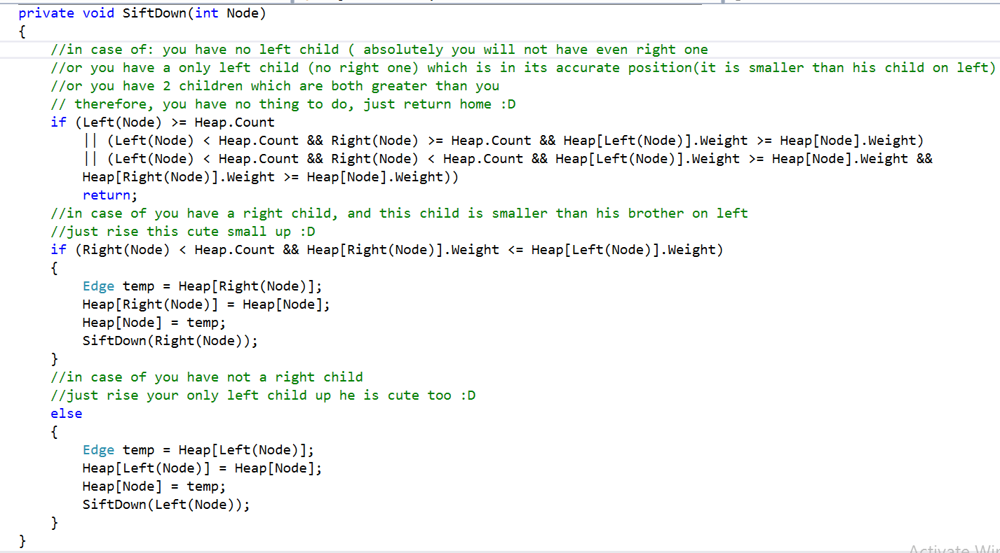 private void SiftDown(int Node)
{
//in case of: you have no left child ( absolutely you will not have even right one
//or you have a only left child (no right one) which is in its accurate position(it is smaller than his child on left)
//or you have 2 children which are both greater than you
// therefore, you have no thing to do, just return home :D
if (Left(Node) >= Heap.Count
|| (Left(Node) < Heap.Count && Right(Node) >= Heap.Count && Heap[Left(Node)].Weight >= Heap[Node].Weight)
|| (Left(Node) < Heap.Count && Right(Node) < Heap.Count && Heap[Left(Node)].Weight >= Heap[Node].Weight &&
Heap[Right(Node)].Weight >= Heap[Node].Weight))
return;
//in case of you have a right child, and this child is smaller than his brother on left
//just rise this cute small up :D
if (Right(Node) < Heap.Count && Heap[Right(Node)].Weight <= Heap[Left(Node)].Weight)
{
Edge temp = Heap[Right(Node)];
Heap[Right(Node)] = Heap[Node];
Heap[Node] = temp;
SiftDown(Right(Node));
}
//in case of you have not a right child
//just rise your only left child up he is cute too :D
else
{
Edge temp = Heap[Left(Node)];
Heap[Left(Node)] = Heap[Node];
Heap[Node] = temp;
SiftDown(Left(Node));
}
}
Activate